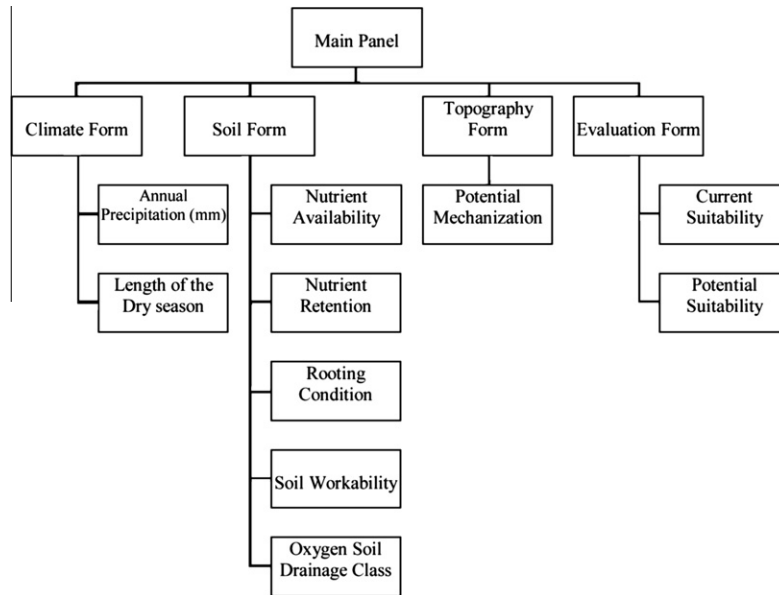 Main Panel
Climate Form
Soil Form
Topography
Form
Evaluation Form
Annual
Precipitation (mm)
Length of the
Dry season
Nutrient
Availability
Nutrient
Retention
Rooting
Condition
Soil Workability
Oxygen Soil
Drainage Class
Potential
Mechanization
Current
Suitability
Potential
Suitability